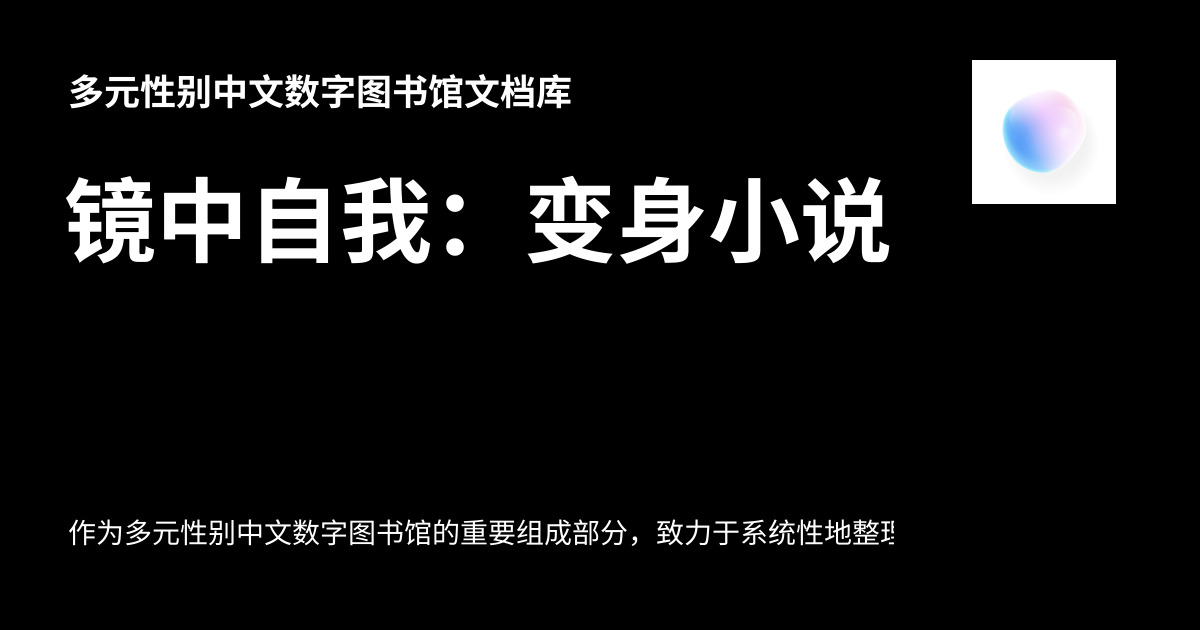 多元性别中文数字图书馆文档库
镜中自我：变身小说
作为多元性别中文数字图书馆的重要组成部分，致力于系统性地整理